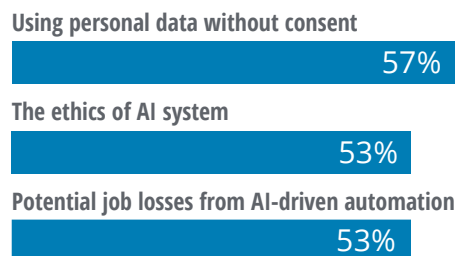 Using personal data without consent
57%
The ethics of AI system
53%
Potential job losses from AI-driven automation
53%